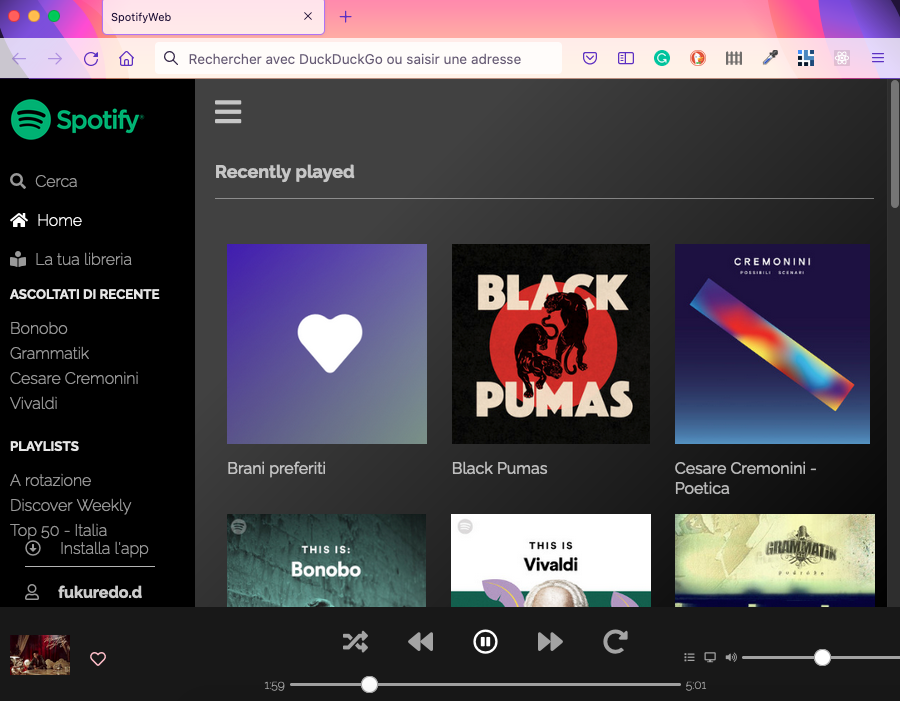 SpotifyWeb
Rechercher avec DuckDuckGo ou saisir une adresse
Spotify
Cerca
Home
La tua libreria
ASCOLTATI DI RECENTE
Bonobo
Grammatik
Cesare Cremonini
Vivaldi
PLAYLISTS
A rotazione
Discover Weekly
Top 50 - Italia
Installa l'app
fukuredo.d
Recently played
BLACK
PUMAS
CREMONINI
POSSIBILI SCENARI
Brani preferiti
Black Pumas
Cesare Cremonini -
Poetica
THIS IS:
Bonobo
THIS IS
Vivaldi
GRAMMATIK
1:59
5:01